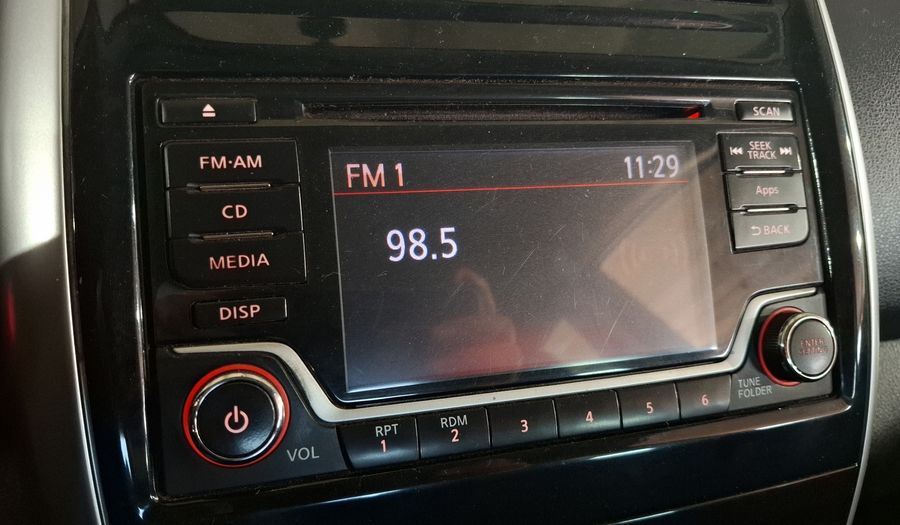 SCAN
FM·AM
SEEK
TRACK
FM 1
11:29
CD
Apps
98.5
BACK
MEDIA
DISP
ENTER
SETTING
TUNE
FOLDER
VOL
RPT
1
RDM
2
3
4
5
6